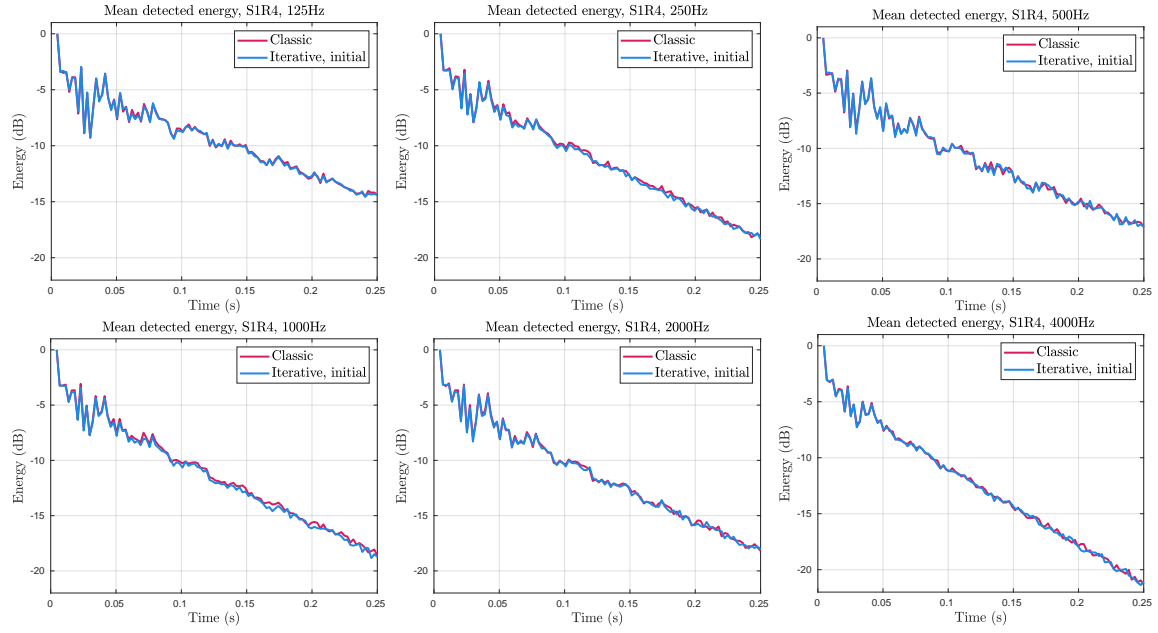 Mean detected energy, S1R4, 125Hz
Classic
Iterative, initial
Energy (dB)
0
-5
-10
-15
-20
0
0.05
0.1
0.15
0.2
0.25
Time (s)
Mean detected energy, S1R4, 250Hz
Classic
Iterative, initial
Energy (dB)
0
-5
-10
-15
-20
0
0.05
0.1
0.15
0.2
0.25
Time (s)
Mean detected energy, S1R4, 500Hz
Classic
Iterative, initial
Energy (dB)
0
-5
-10
-15
-20
0
0.05
0.1
0.15
0.2
0.25
Time (s)
Mean detected energy, S1R4, 1000Hz
Classic
Iterative, initial
Energy (dB)
0
-5
-10
-15
-20
0
0.05
0.1
0.15
0.2
0.25
Time (s)
Mean detected energy, S1R4, 2000Hz
Classic
Iterative, initial
Energy (dB)
0
-5
-10
-15
-20
0
0.05
0.1
0.15
0.2
0.25
Time (s)
Mean detected energy, S1R4, 4000Hz
Classic
Iterative, initial
Energy (dB)
0
-5
-10
-15
-20
0
0.05
0.1
0.15
0.2
0.25
Time (s)